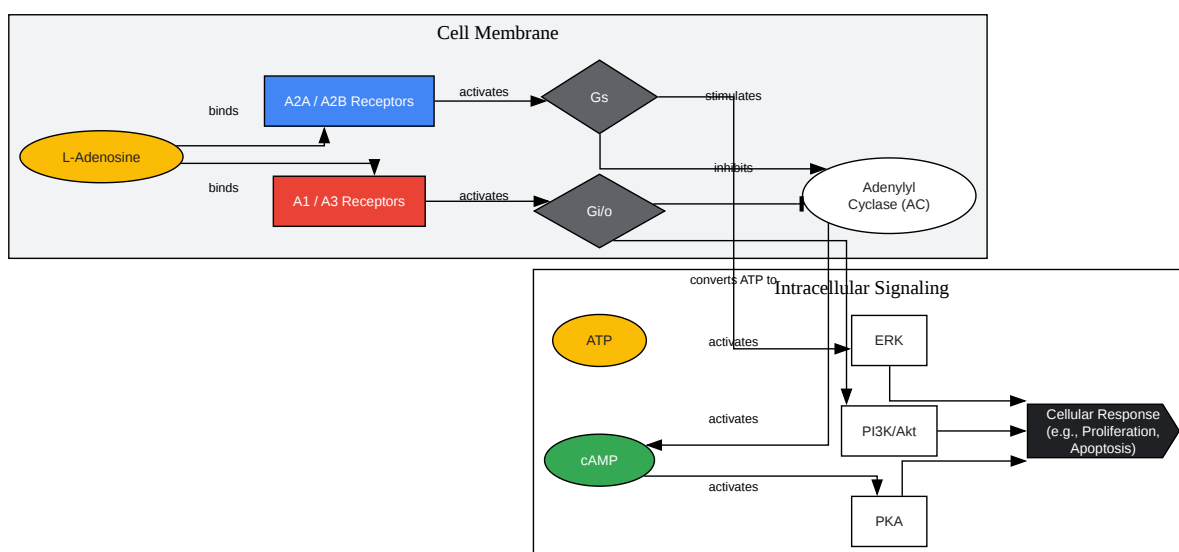 Cell Membrane
A2A / A2B Receptors
activates
Gs
stimulates
binds
L-Adenosine
inhibits
binds
A1 / A3 Receptors
activates
Gi/o
Adenylyl
Cyclase (AC)
converts ATP to
Intracellular Signaling
ATP
activates
ERK
activates
PI3K/Akt
Cellular Response
(e.g., Proliferation,
Apoptosis)
cAMP
activates
PKA